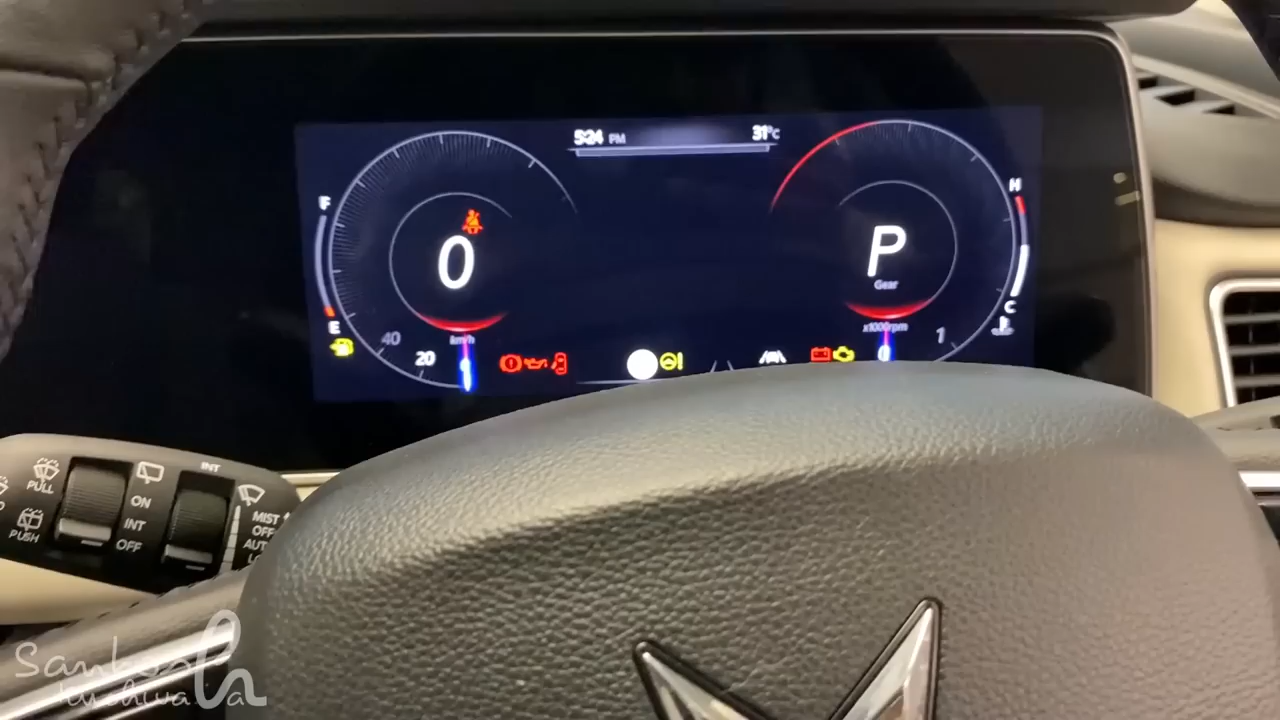 5:24 PM
31°C
F
H
0
P
Gear
E
C
40
km/h
x1000rpm
1
20
0
INT
PULL
ON
MIST
INT
OFF
PUSH
OFF